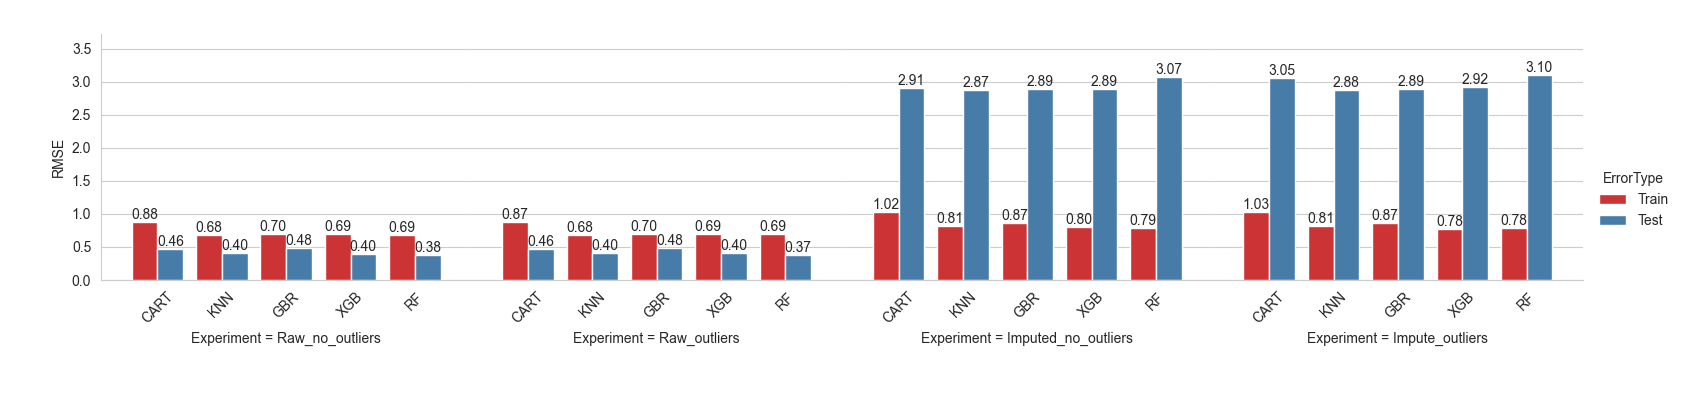 3.5
3.0
2.5
2.0
1.5
1.0
0.5
0.0
RMSE
0.88 0.46 0.68 0.40 0.70 0.48 0.69 0.40 0.69 0.38
CART KNN GBR XGB RF
Experiment = Raw_no_outliers
0.87 0.46 0.68 0.40 0.70 0.48 0.69 0.40 0.69 0.37
CART KNN GBR XGB RF
Experiment = Raw_outliers
1.02 2.91 0.81 2.87 0.87 2.89 0.80 2.89 0.79 3.07
CART KNN GBR XGB RF
Experiment = Imputed_no_outliers
1.03 3.05 0.81 2.88 0.87 2.89 0.78 2.92 0.78 3.10
CART KNN GBR XGB RF
Experiment = Impute_outliers
ErrorType
Train
Test